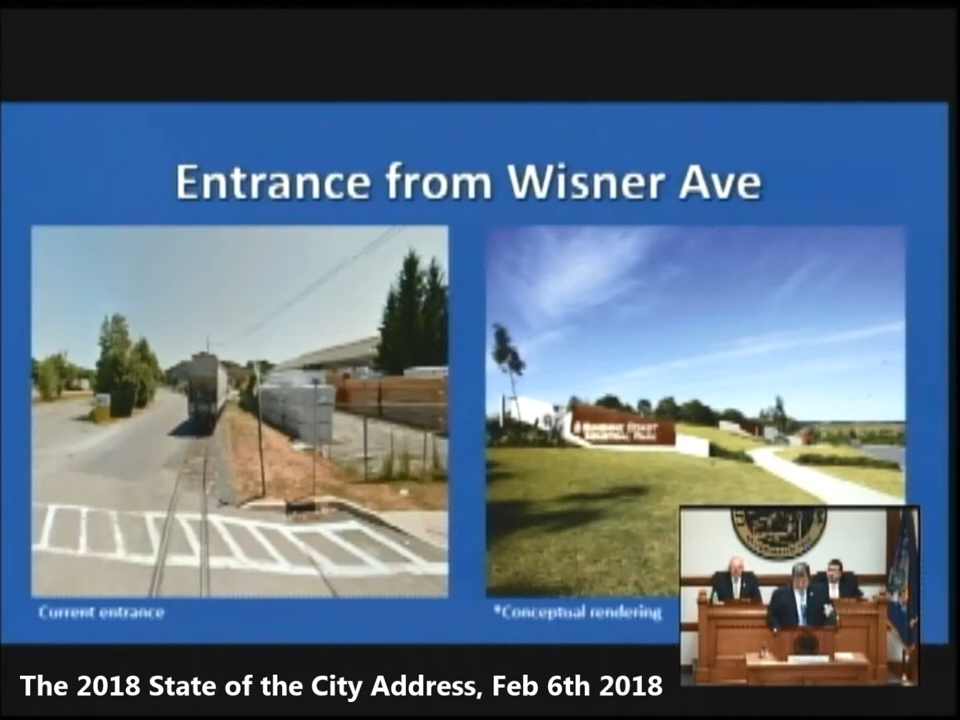 Entrance from Wisner Ave
Current entrance
*Conceptual rendering
The 2018 State of the City Address, Feb 6th 2018